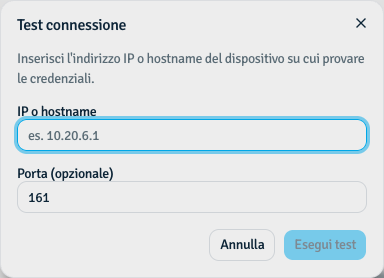 Test connessione
Inserisci l'indirizzo IP o hostname del dispositivo su cui provare
le credenziali.
IP o hostname
es. 10.20.6.1
Porta (opzionale)
161
Annulla
Esegui test